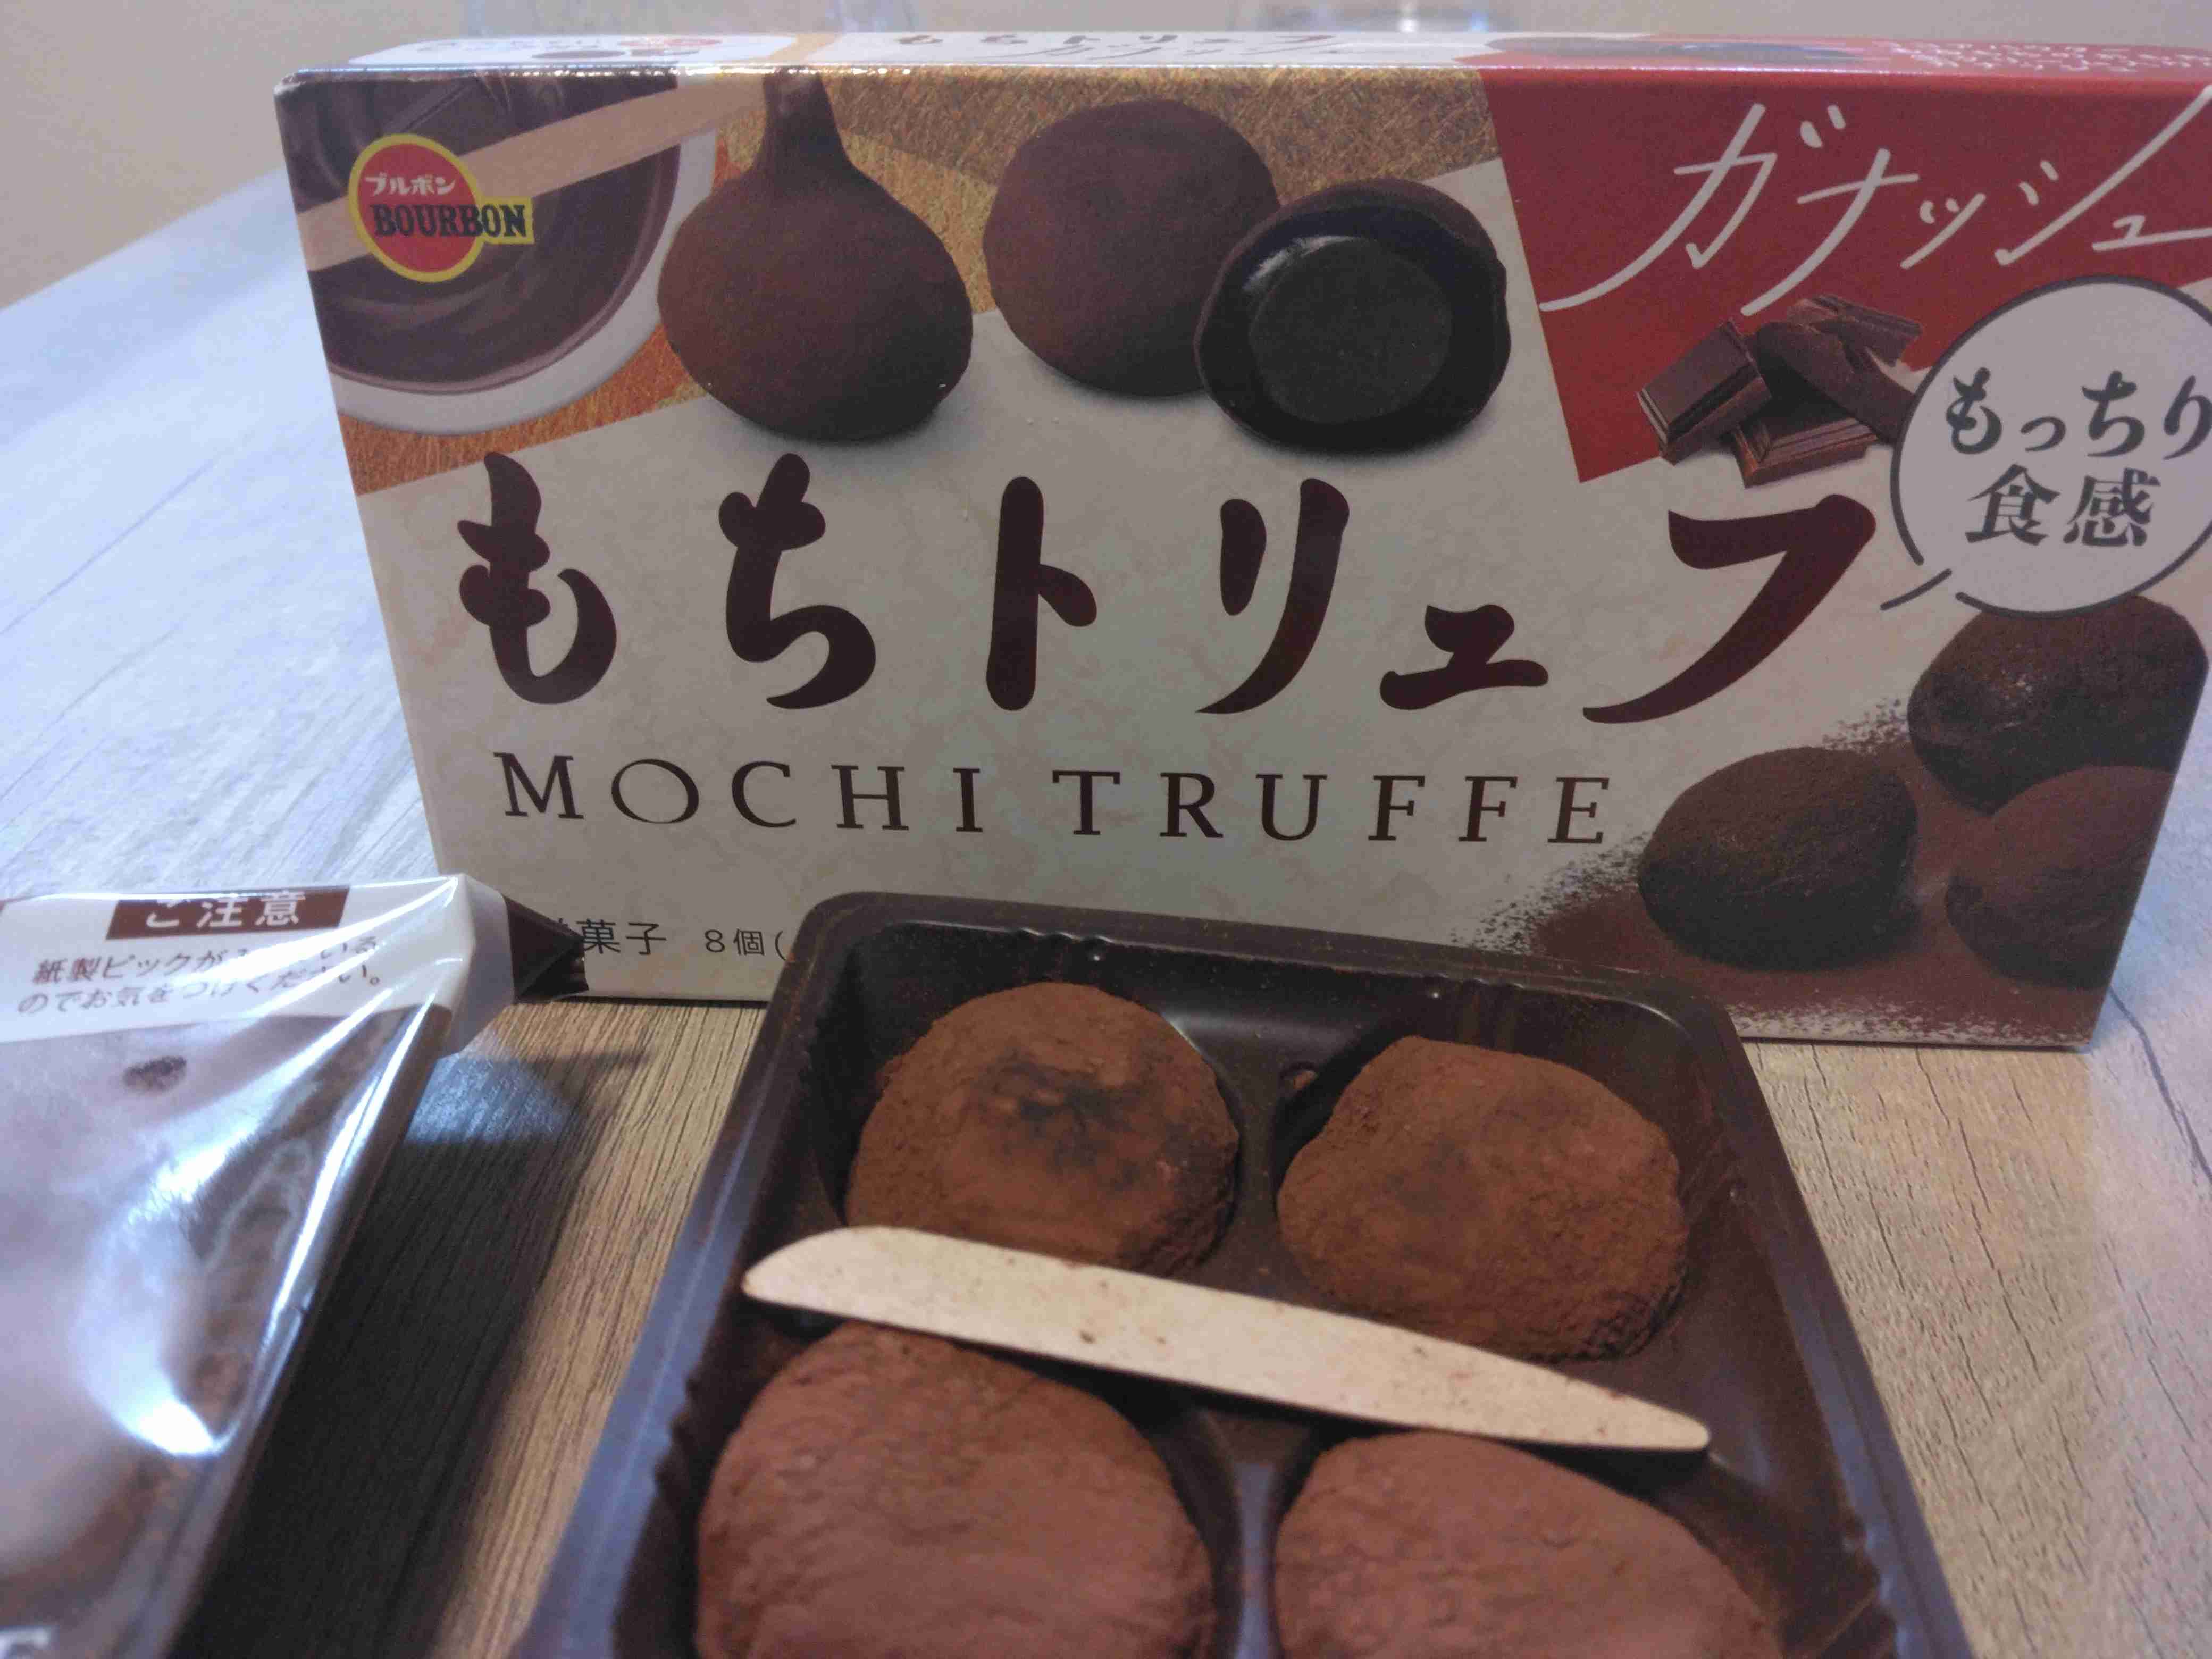 ブルボン
BOURBON
ガナッシュ
もっちり
食感
もちトリュフ
MOCHI TRUFFE
菓子 8個(
ご注意
紙製ピックが
のでお気をつけください。